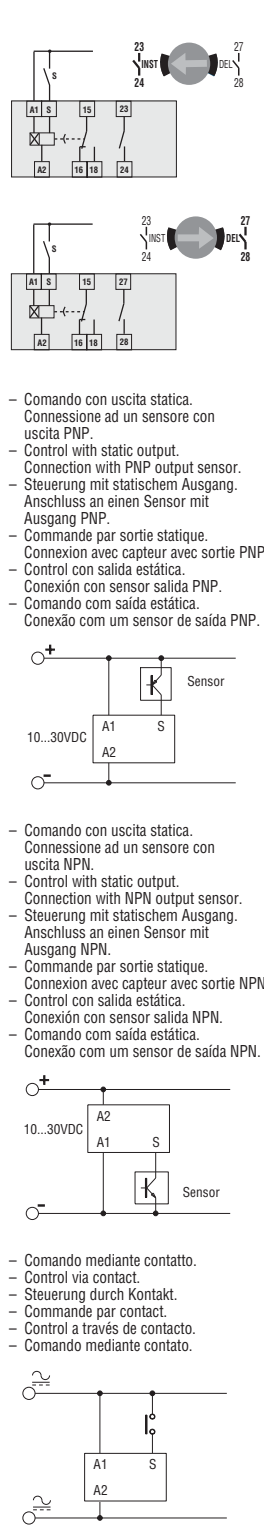 23 27
INST DEL
24 28
S
A1 S 15 23
A2 16 18 24
23 27
INST DEL
24 28
S
A1 S 15 27
A2 16 18 28
– Comando con uscita statica.
Connessione ad un sensore con
uscita PNP.
– Control with static output.
Connection with PNP output sensor.
– Steuerung mit statischem Ausgang.
Anschluss an einen Sensor mit
Ausgang PNP.
– Commande par sortie statique.
Connexion avec capteur avec sortie PNP
– Control con salida estática.
Conexión con sensor salida PNP.
– Comando com saída estática.
Conexão com um sensor de saída PNP.
+
Sensor
A1 S
10...30VDC
A2
-
– Comando con uscita statica.
Connessione ad un sensore con
uscita NPN.
– Control with static output.
Connection with NPN output sensor.
– Steuerung mit statischem Ausgang.
Anschluss an einen Sensor mit
Ausgang NPN.
– Commande par sortie statique.
Connexion avec capteur avec sortie NPN
– Control con salida estática.
Conexión con sensor salida NPN.
– Comando com saída estática.
Conexão com um sensor de saída NPN.
+
A2
10...30VDC
A1 S
Sensor
-
– Comando mediante contatto.
– Control via contact.
– Steuerung durch Kontakt.
– Commande par contact.
– Control a través de contacto.
– Comando mediante contato.
A1 S
A2